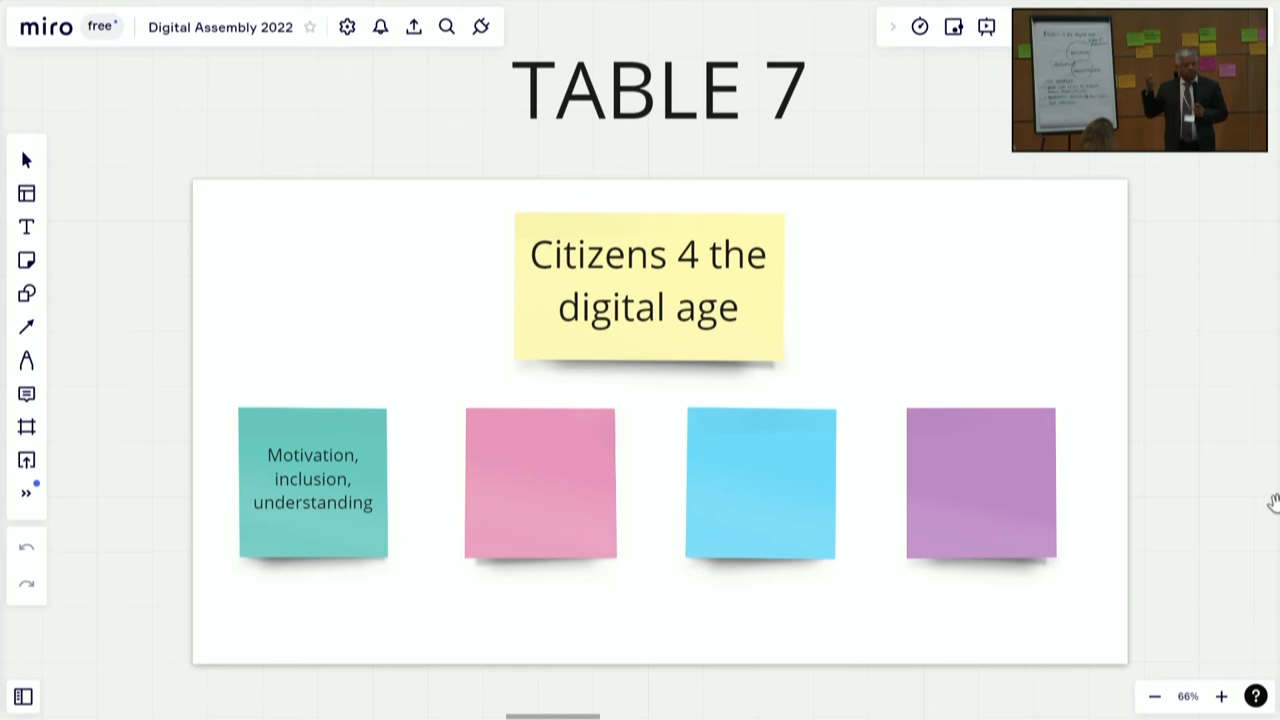 miro free Digital Assembly 2022
TABLE 7
Citizens 4 the
digital age
Motivation,
inclusion,
understanding
66%